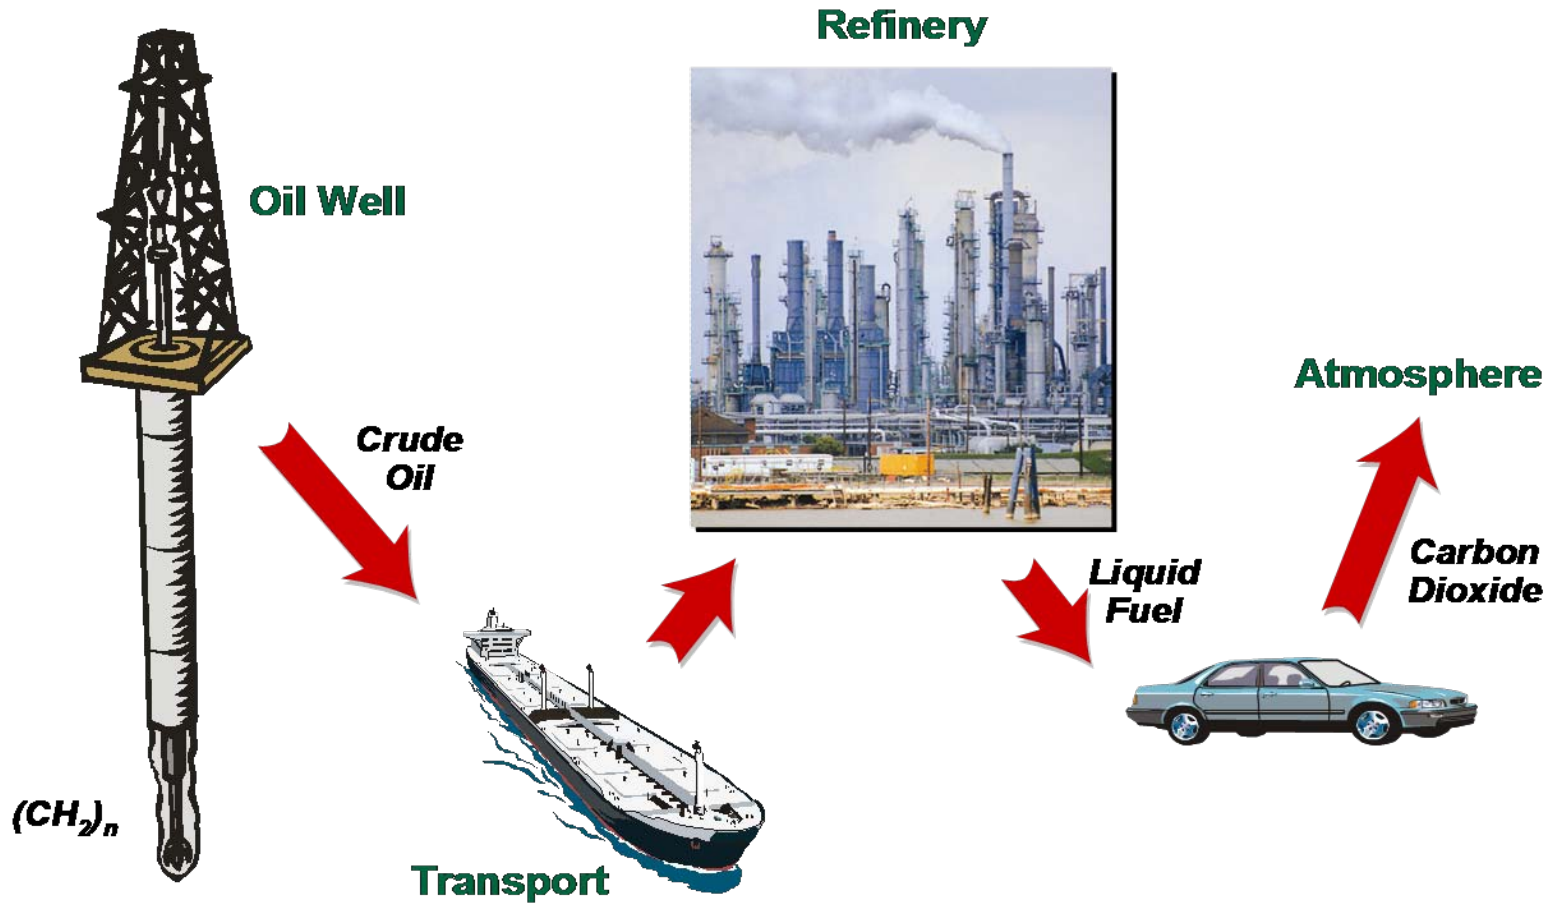 Refinery
Oil Well
Crude
Oil
Atmosphere
Liquid
Fuel
Carbon
Dioxide
(CH₂)ₙ
Transport